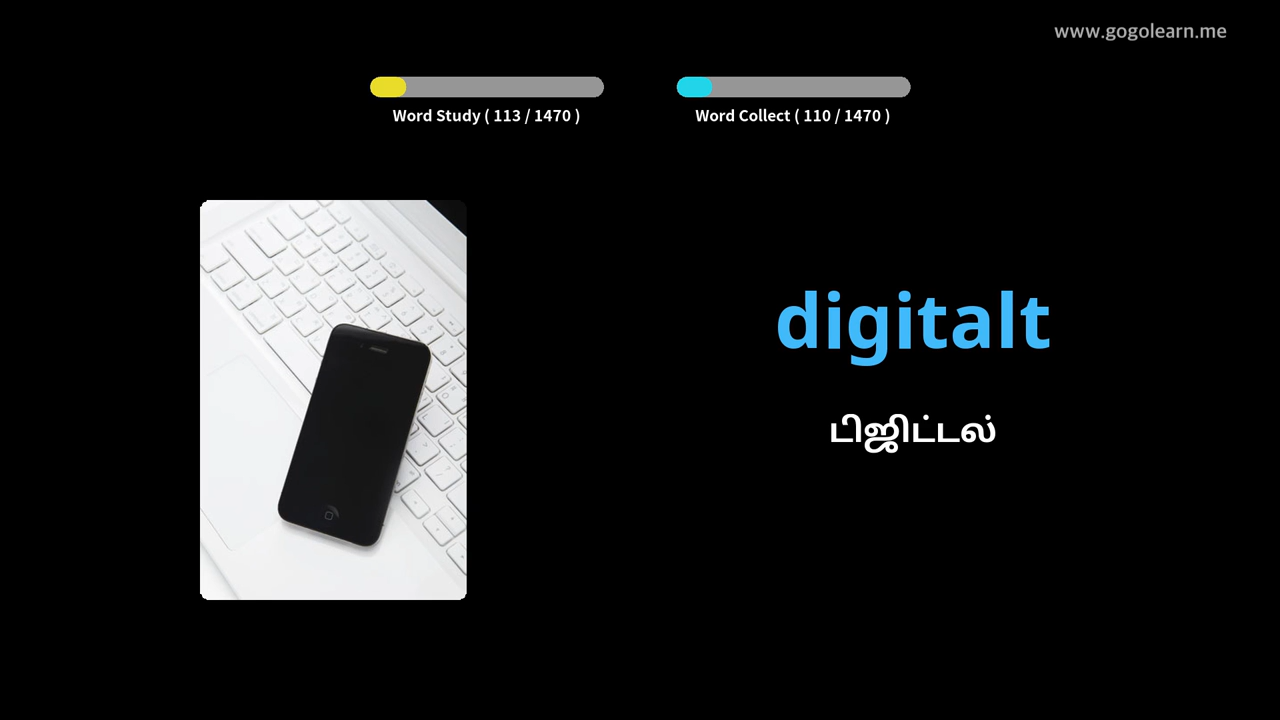 www.gogolearn.me
Word Study ( 113 / 1470 )
Word Collect ( 110 / 1470 )
digitalt
பிஜிட்டல்